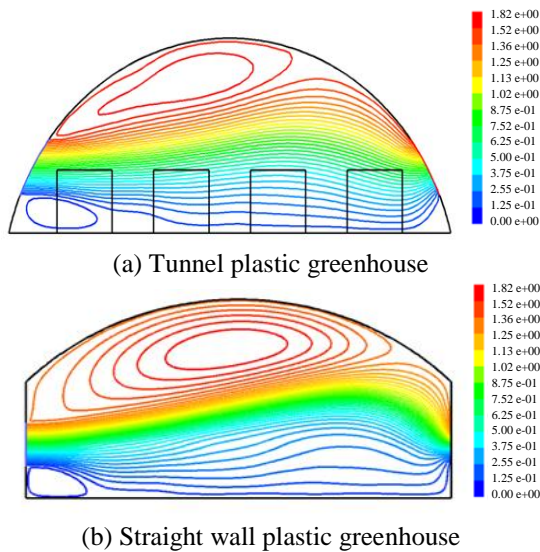 1.82 e+00
1.52 e+00
1.36 e+00
1.25 e+00
1.13 e+00
1.00 e+00
8.75 e-01
7.52 e-01
6.25 e-01
5.00 e-01
3.75 e-01
2.55 e-01
1.25 e-01
0.00 e+00
(a) Tunnel plastic greenhouse
1.82 e+00
1.52 e+00
1.36 e+00
1.25 e+00
1.13 e+00
1.00 e+00
8.75 e-01
7.52 e-01
6.25 e-01
5.00 e-01
3.75 e-01
2.55 e-01
1.25 e-01
0.00 e+00
(b) Straight wall plastic greenhouse